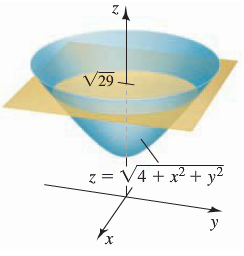 z
√29
z = √4 + x² + y²
y
x